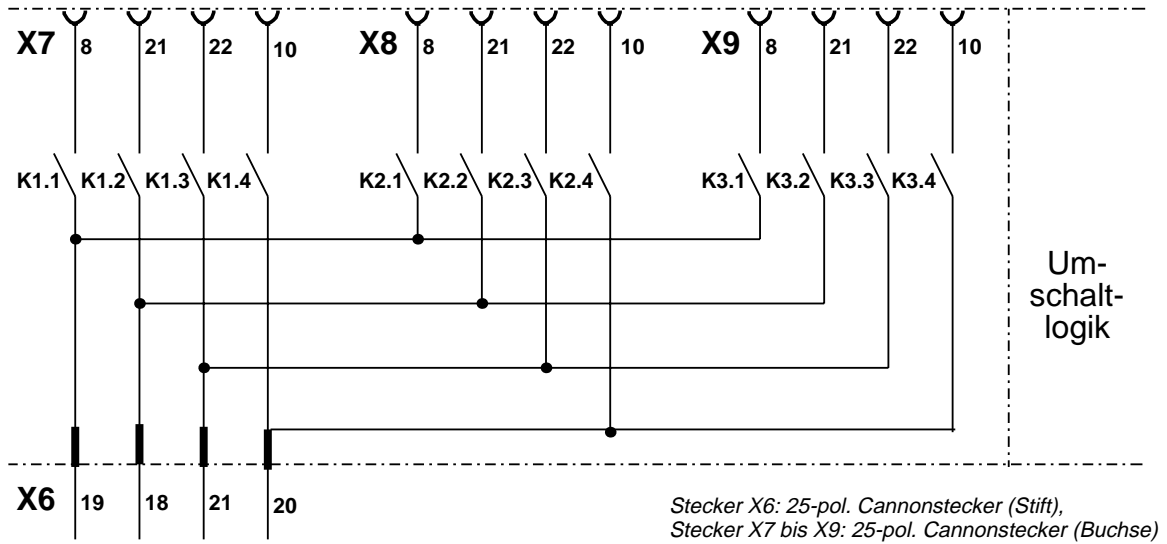 X7 8 21 22 10 X8 8 21 22 10 X9 8 21 22 10
K1.1 K1.2 K1.3 K1.4 K2.1 K2.2 K2.3 K2.4 K3.1 K3.2 K3.3 K3.4
Um-
schalt-
logik
X6 19 18 21 20
Stecker X6: 25-pol. Cannonstecker (Stift),
Stecker X7 bis X9: 25-pol. Cannonstecker (Buchse)